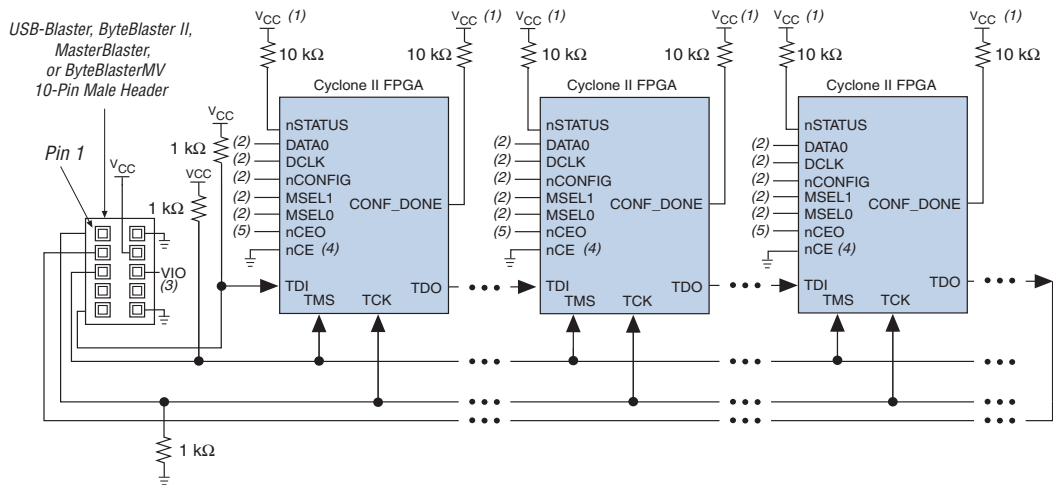 USB-Blaster, ByteBlaster II,
MasterBlaster,
or ByteBlasterMV
10-Pin Male Header
Pin 1
VCC
VCC
VCC
1 kΩ
1 kΩ
VIO
(3)
1 kΩ
VCC (1)
10 kΩ
VCC (1)
10 kΩ
Cyclone II FPGA
nSTATUS
(2) DATA0
(2) DCLK
(2) nCONFIG
(2) MSEL1
(2) MSEL0
(5) nCEO
nCE (4)
CONF_DONE
TDI
TDO
TMS
TCK
VCC (1)
10 kΩ
VCC (1)
10 kΩ
Cyclone II FPGA
nSTATUS
(2) DATA0
(2) DCLK
(2) nCONFIG
(2) MSEL1
(2) MSEL0
(5) nCEO
nCE (4)
CONF_DONE
TDI
TDO
TMS
TCK
VCC (1)
10 kΩ
VCC (1)
10 kΩ
Cyclone II FPGA
nSTATUS
(2) DATA0
(2) DCLK
(2) nCONFIG
(2) MSEL1
(2) MSEL0
(5) nCEO
nCE (4)
CONF_DONE
TDI
TDO
TMS
TCK